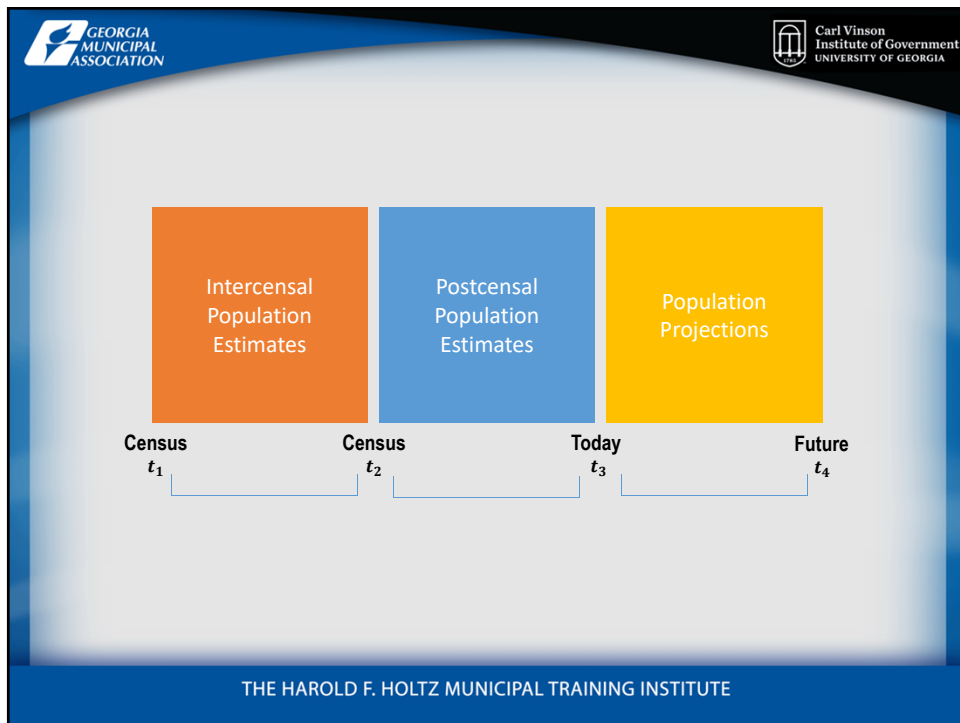 GEORGIA
MUNICIPAL
ASSOCIATION
Carl Vinson
Institute of Government
UNIVERSITY OF GEORGIA
1785
Intercensal
Population
Estimates
Postcensal
Population
Estimates
Population
Projections
Census
t₁
Census
t₂
Today
t₃
Future
t₄
THE HAROLD F. HOLTZ MUNICIPAL TRAINING INSTITUTE